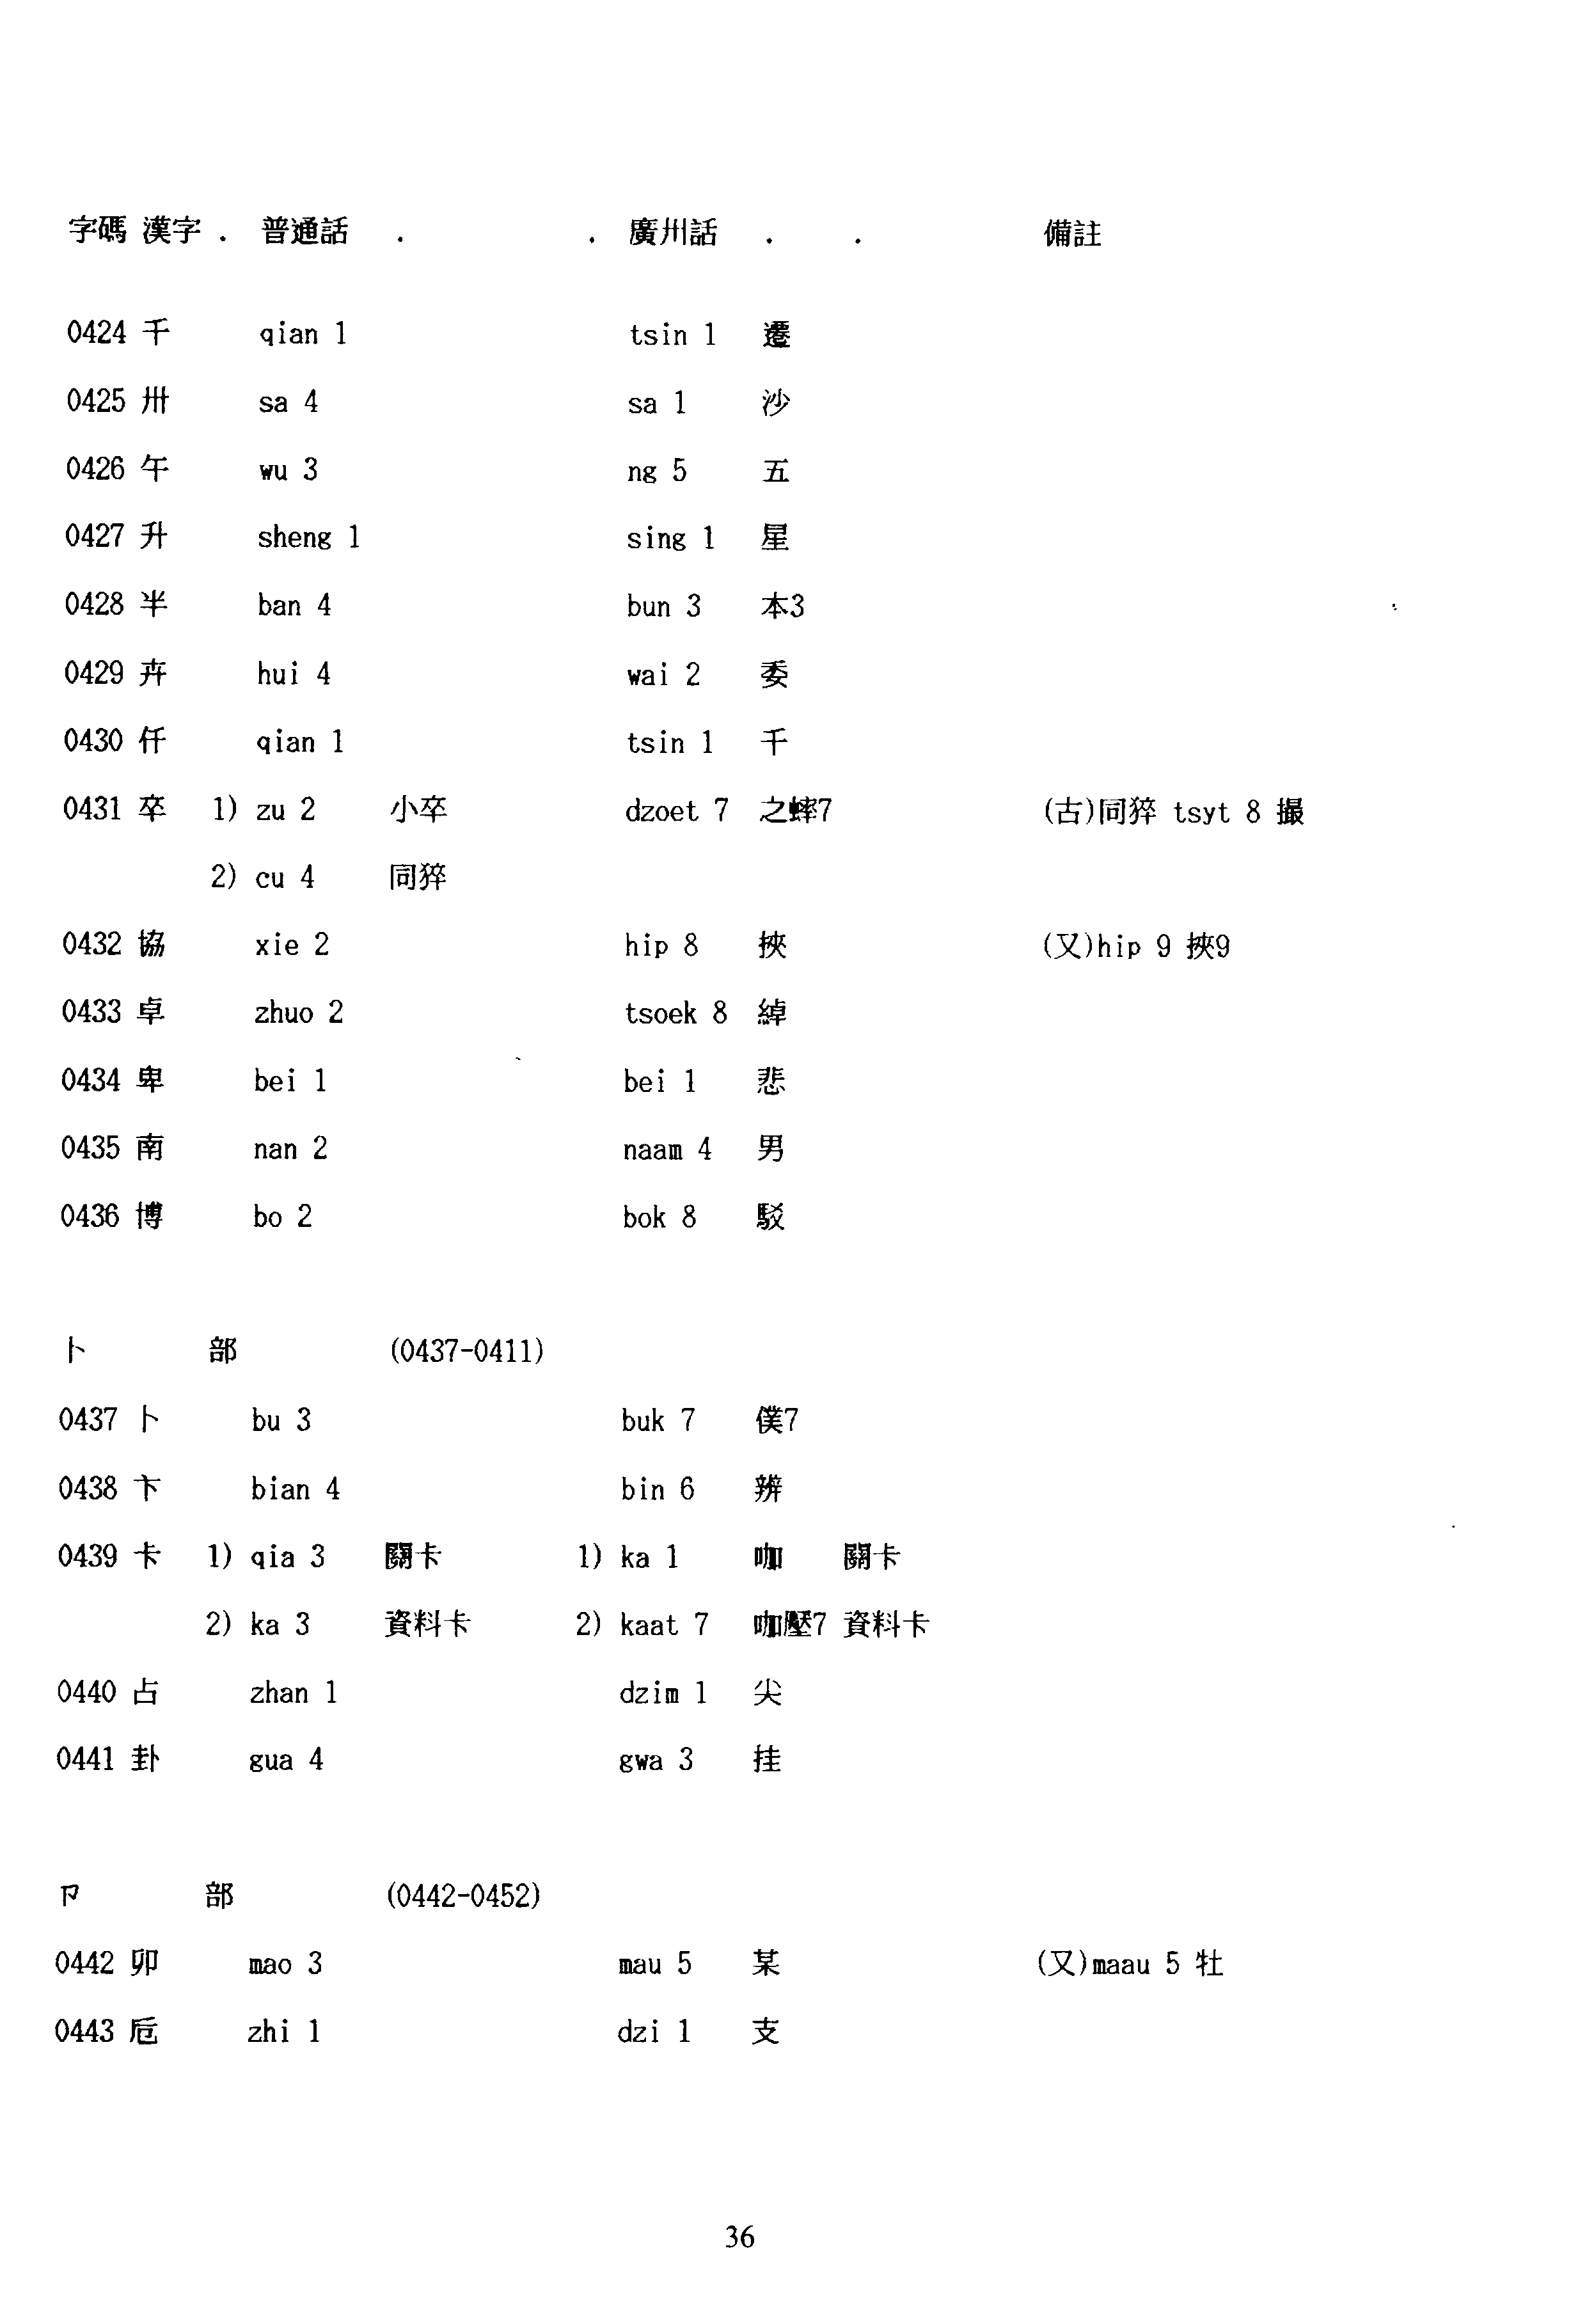 字碼 漢字 . 普通話 . . 廣州話 . . 備註
0424 千 qian 1 tsin 1 遷
0425 卅 sa 4 sa 1 沙
0426 午 wu 3 ng 5 五
0427 升 sheng 1 sing 1 星
0428 半 ban 4 bun 3 本3
0429 卉 hui 4 wai 2 委
0430 仟 qian 1 tsin 1 千
0431 卒 1) zu 2 小卒 dzoet 7 之蟀7 (古)同猝 tsyt 8 撮
2) cu 4 同猝
0432 協 xie 2 hip 8 挾 (又)hip 9 挾9
0433 卓 zhuo 2 tsoek 8 綽
0434 卑 bei 1 bei 1 悲
0435 南 nan 2 naam 4 男
0436 博 bo 2 bok 8 駁
卜 部 (0437-0411)
0437 卜 bu 3 buk 7 僕7
0438 卞 bian 4 bin 6 辨
0439 卡 1) qia 3 關卡 1) ka 1 咖 關卡
2) ka 3 資料卡 2) kaat 7 咖壓7 資料卡
0440 占 zhan 1 dzim 1 尖
0441 卦 gua 4 gwa 3 挂
卩 部 (0442-0452)
0442 卯 mao 3 mau 5 某 (又)maau 5 牡
0443 卮 zhi 1 dzi 1 支
36